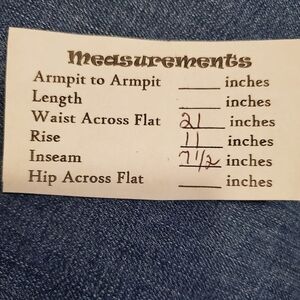 Measurements
Armpit to Armpit ____ inches
Length ____ inches
Waist Across Flat 21 inches
Rise 11 inches
Inseam 7 1/2 inches
Hip Across Flat ____ inches